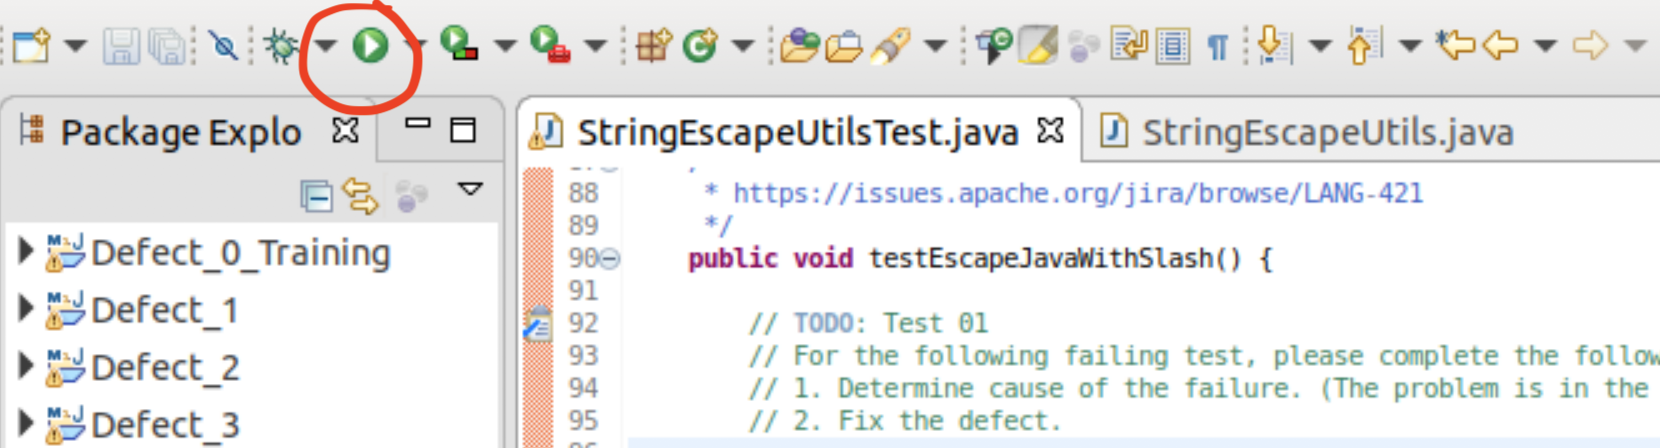 Package Explo
StringEscapeUtilsTest.java
StringEscapeUtils.java
Defect_0_Training
Defect_1
Defect_2
Defect_3
88 * https://issues.apache.org/jira/browse/LANG-421
89 */
90 public void testEscapeJavaWithSlash() {
91
92 // TODO: Test 01
93 // For the following failing test, please complete the follow
94 // 1. Determine cause of the failure. (The problem is in the
95 // 2. Fix the defect.